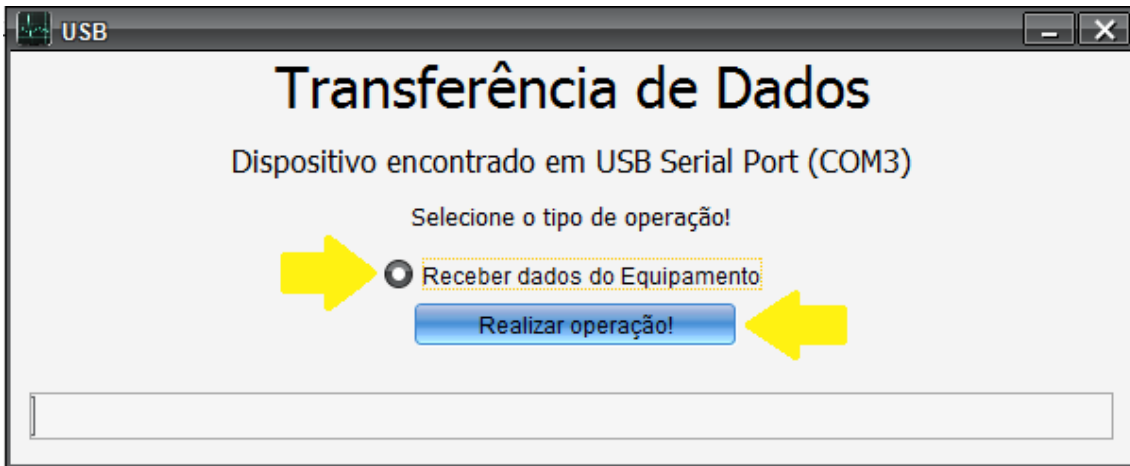 USB
Transferência de Dados
Dispositivo encontrado em USB Serial Port (COM3)
Selecione o tipo de operação!
Receber dados do Equipamento
Realizar operação!